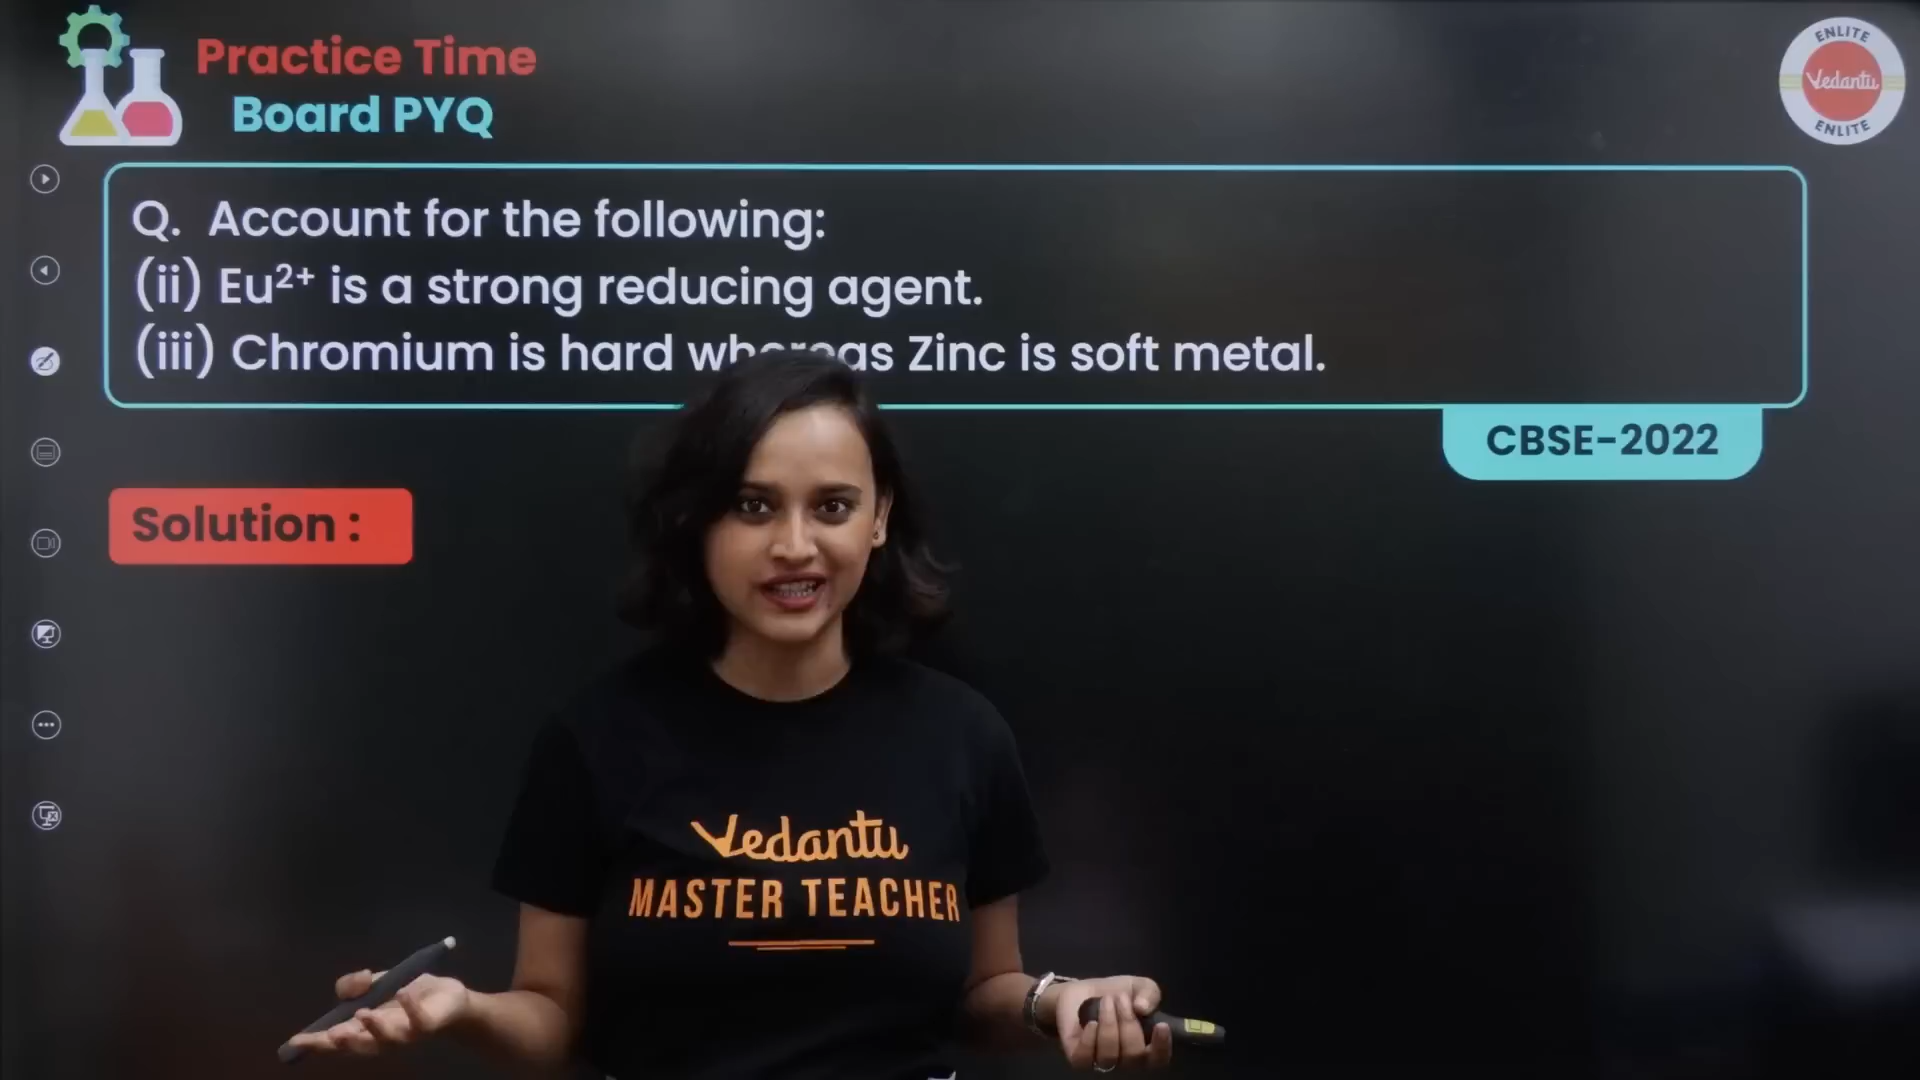 Practice Time
Board PYQ
ENLITE
Vedantu
ENLITE
Q. Account for the following:
(ii) Eu²⁺ is a strong reducing agent.
(iii) Chromium is hard whereas Zinc is soft metal.
CBSE-2022
Solution :
Vedantu
MASTER TEACHER